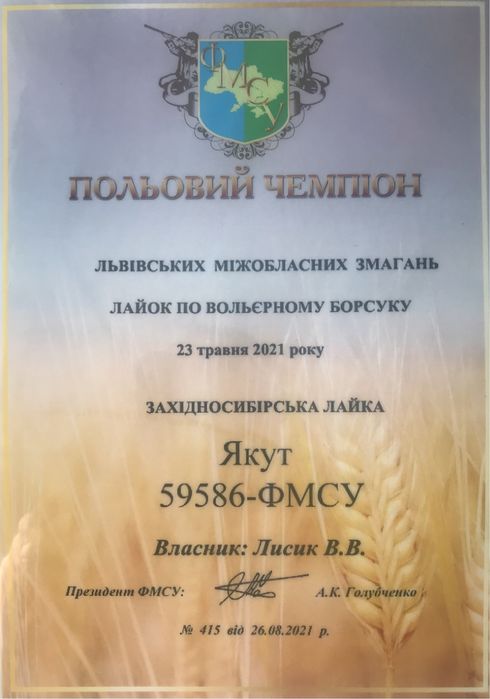 ФМСУ
ПОЛЬОВИЙ ЧЕМПІОН
ЛЬВІВСЬКИХ МІЖОБЛАСНИХ ЗМАГАНЬ
ЛАЙОК ПО ВОЛЬЄРНОМУ БОРСУКУ
23 травня 2021 року
ЗАХІДНОСИБІРСЬКА ЛАЙКА
Якут
59586-ФМСУ
Власник: Лисик В.В.
Президент ФМСУ: А.К. Голубченко
№ 415 від 26.08.2021 р.